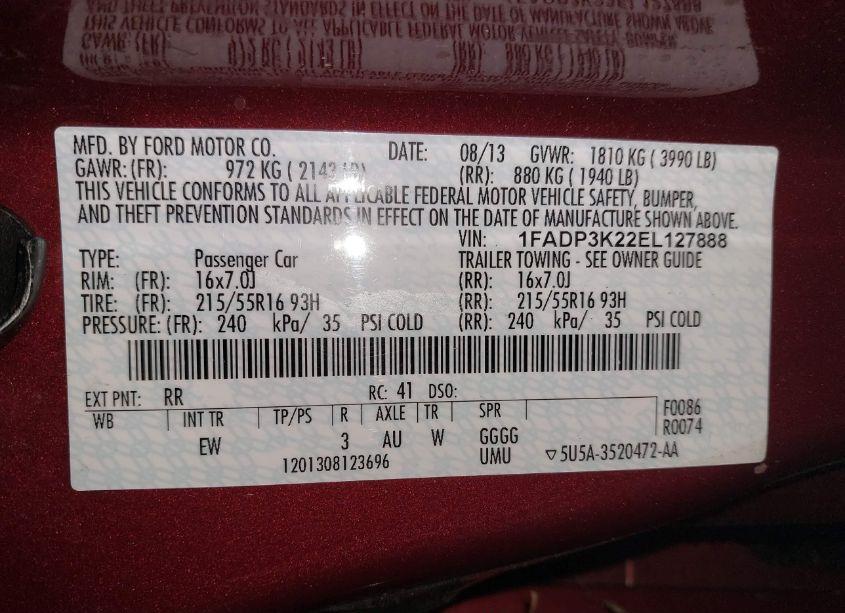 MFD. BY FORD MOTOR CO. DATE: 08/13 GVWR: 1810 KG ( 3990 LB)
GAWR: (FR): 972 KG ( 2143 LB) (RR): 880 KG ( 1940 LB)
THIS VEHICLE CONFORMS TO ALL APPLICABLE FEDERAL MOTOR VEHICLE SAFETY, BUMPER,
AND THEFT PREVENTION STANDARDS IN EFFECT ON THE DATE OF MANUFACTURE SHOWN ABOVE.
VIN: 1FADP3K22EL127888
TYPE: Passenger Car TRAILER TOWING - SEE OWNER GUIDE
RIM: (FR): 16x7.0J (RR): 16x7.0J
TIRE: (FR): 215/55R16 93H (RR): 215/55R16 93H
PRESSURE: (FR): 240 kPa/ 35 PSI COLD (RR): 240 kPa/ 35 PSI COLD
EXT PNT: RR RC: 41 DSO:
WB INT TR TP/PS R AXLE TR SPR F0086
R0074
EW 3 AU W GGGG
1201308123696 UMU ▽5U5A-3520472-AA